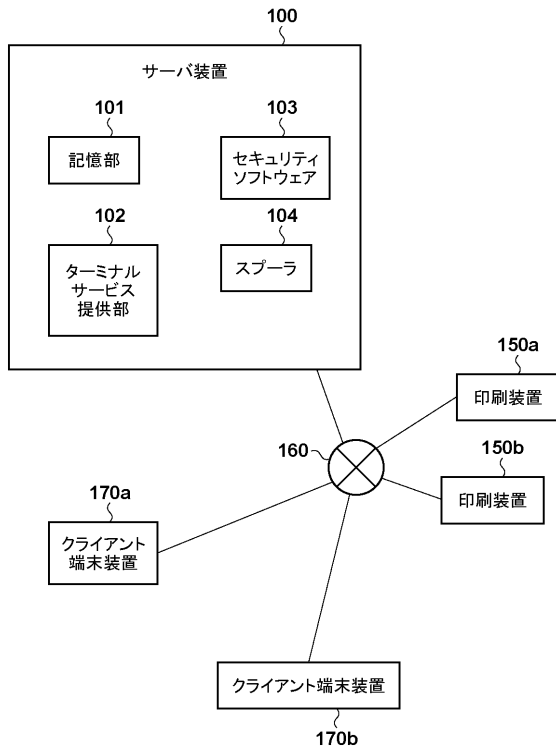 100
サーバ装置
101
記憶部
103
セキュリティ
ソフトウェア
102
ターミナル
サービス
提供部
104
スプーラ
150a
印刷装置
160
150b
印刷装置
170a
クライアント
端末装置
クライアント端末装置
170b